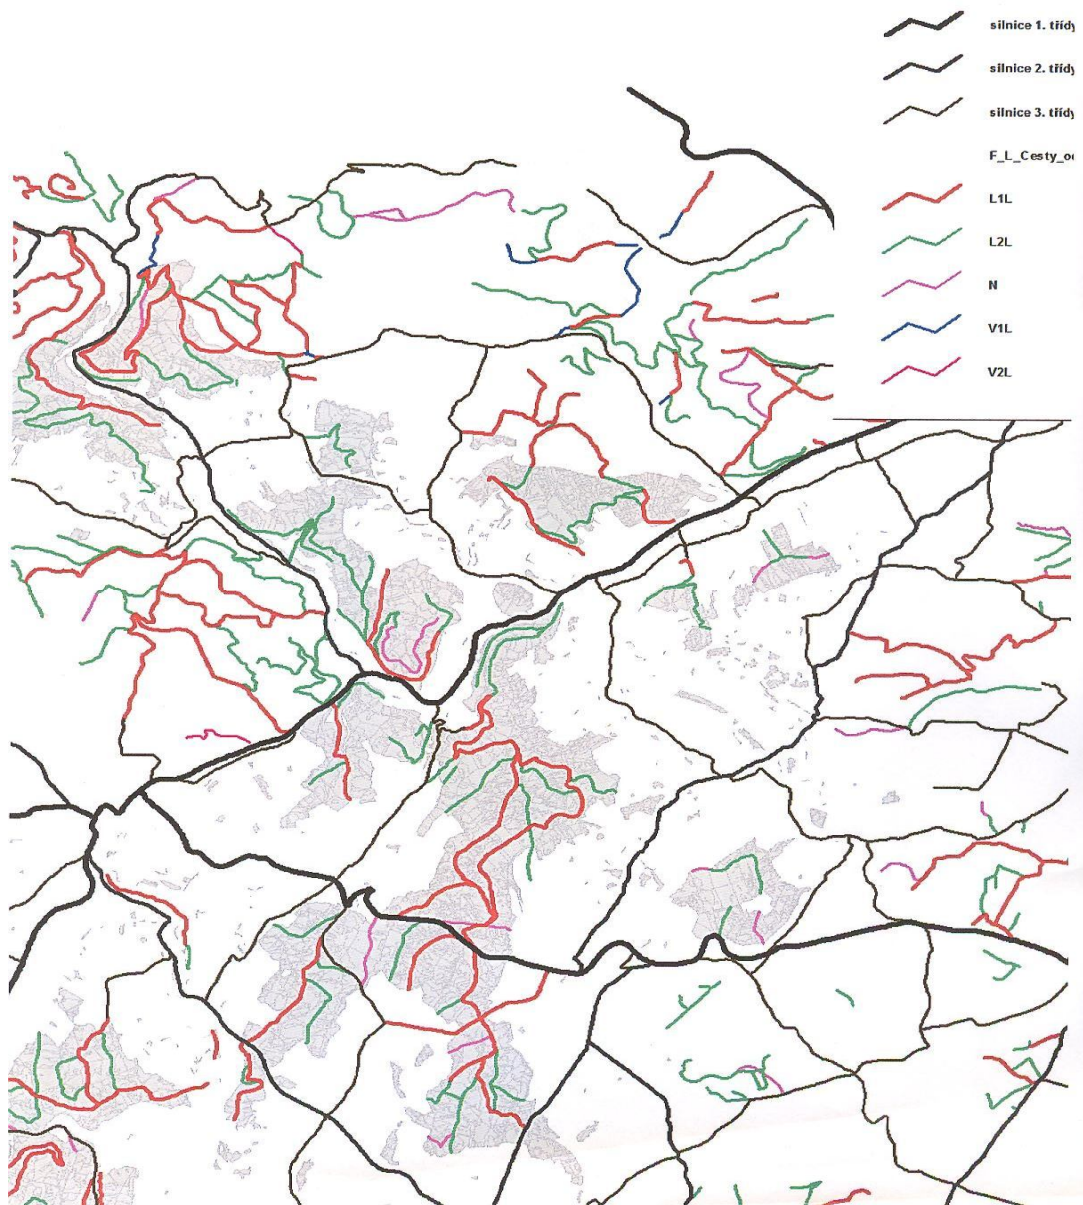 silnice 1. třídy
silnice 2. třídy
silnice 3. třídy
F_L_Cesty_o
L1L
L2L
N
V1L
V2L